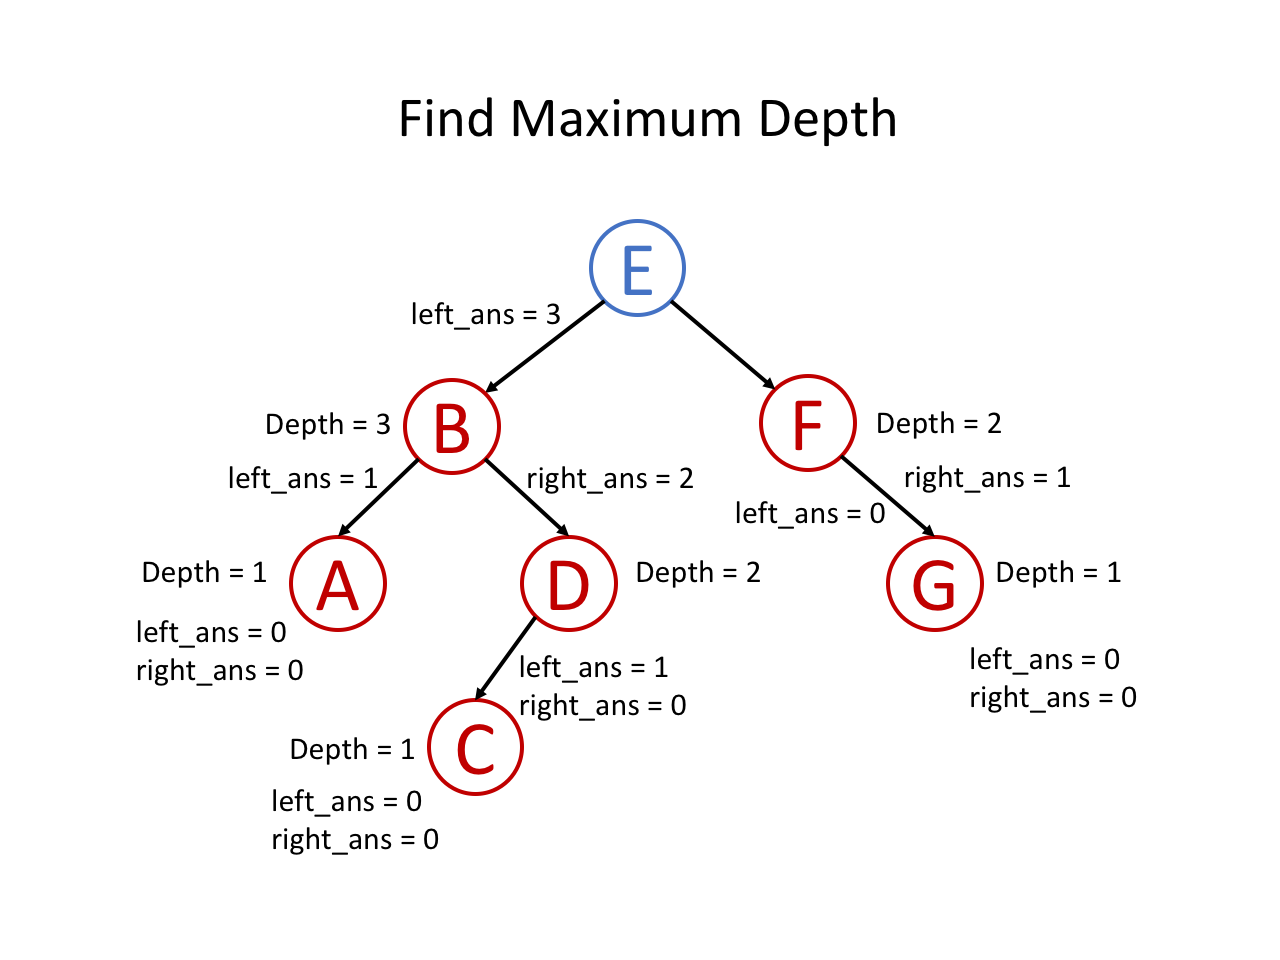 Find Maximum Depth
E
left_ans = 3
B
Depth = 3
F
Depth = 2
left_ans = 1
right_ans = 2
right_ans = 1
left_ans = 0
Depth = 1
A
D
Depth = 2
G
Depth = 1
left_ans = 0
right_ans = 0
left_ans = 1
right_ans = 0
left_ans = 0
right_ans = 0
Depth = 1
C
left_ans = 0
right_ans = 0